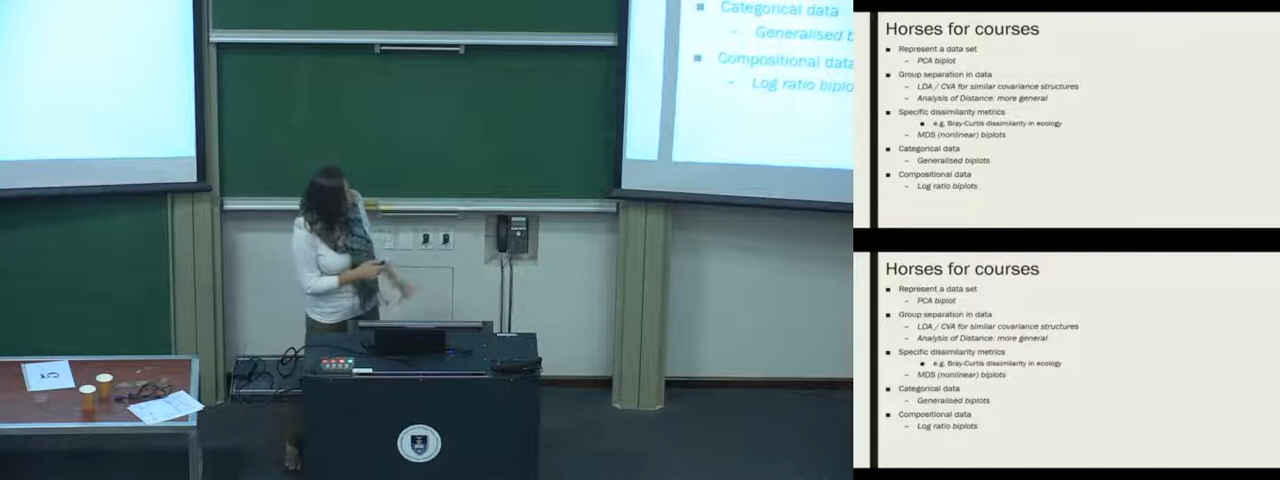 Categorical data
Generalised b
Compositional data
Log ratio biplo
Horses for courses
Represent a data set
– PCA biplot
Group separation in data
– LDA / CVA for similar covariance structures
– Analysis of Distance: more general
Specific dissimilarity metrics
e.g. Bray-Curtis dissimilarity in ecology
– MDS (nonlinear) biplots
Categorical data
– Generalised biplots
Compositional data
– Log ratio biplots
Horses for courses
Represent a data set
– PCA biplot
Group separation in data
– LDA / CVA for similar covariance structures
– Analysis of Distance: more general
Specific dissimilarity metrics
e.g. Bray-Curtis dissimilarity in ecology
– MDS (nonlinear) biplots
Categorical data
– Generalised biplots
Compositional data
– Log ratio biplots